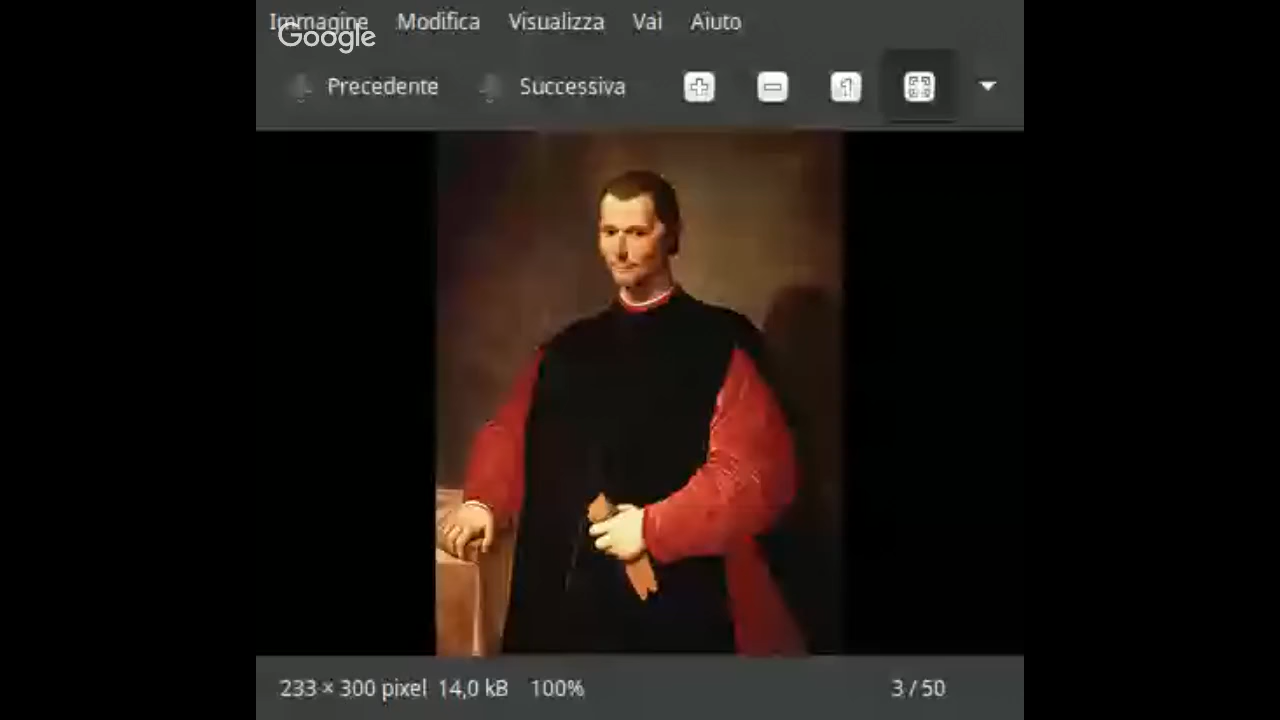 Immagine Modifica Visualizza Vai Aiuto
Google
Precedente Successiva
233 × 300 pixel 14,0 kB 100% 3 / 50